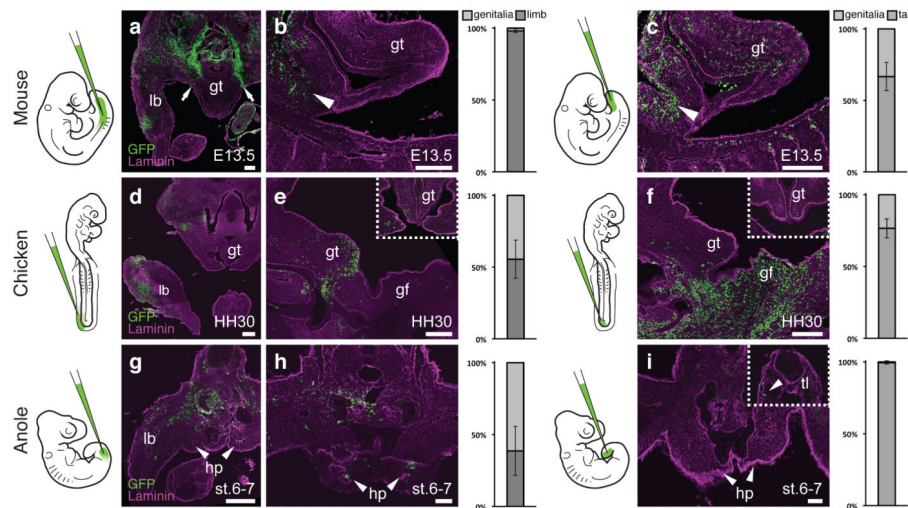 genitalia limb
genitalia ta
Mouse
a
lb
gt
GFP
Laminin
E13.5
b
gt
E13.5
100%
50%
0%
c
gt
E13.5
100%
50%
0%
Chicken
d
gt
lb
GFP
Laminin
HH30
e
gt
gt
gf
HH30
100%
50%
0%
f
gt
gf
HH30
100%
50%
0%
Anole
g
lb
hp
GFP
Laminin
st.6-7
h
hp
st.6-7
100%
50%
0%
i
tl
hp
st.6-7
100%
50%
0%